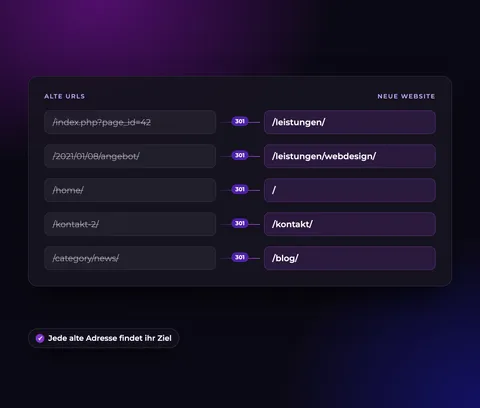 ALTE URLS NEUE WEBSITE
/index.php?page_id=42 301 /leistungen/
/2021/01/08/angebot/ 301 /leistungen/webdesign/
/home/ 301 /
/kontakt-2/ 301 /kontakt/
/category/news/ 301 /blog/
Jede alte Adresse findet ihr Ziel